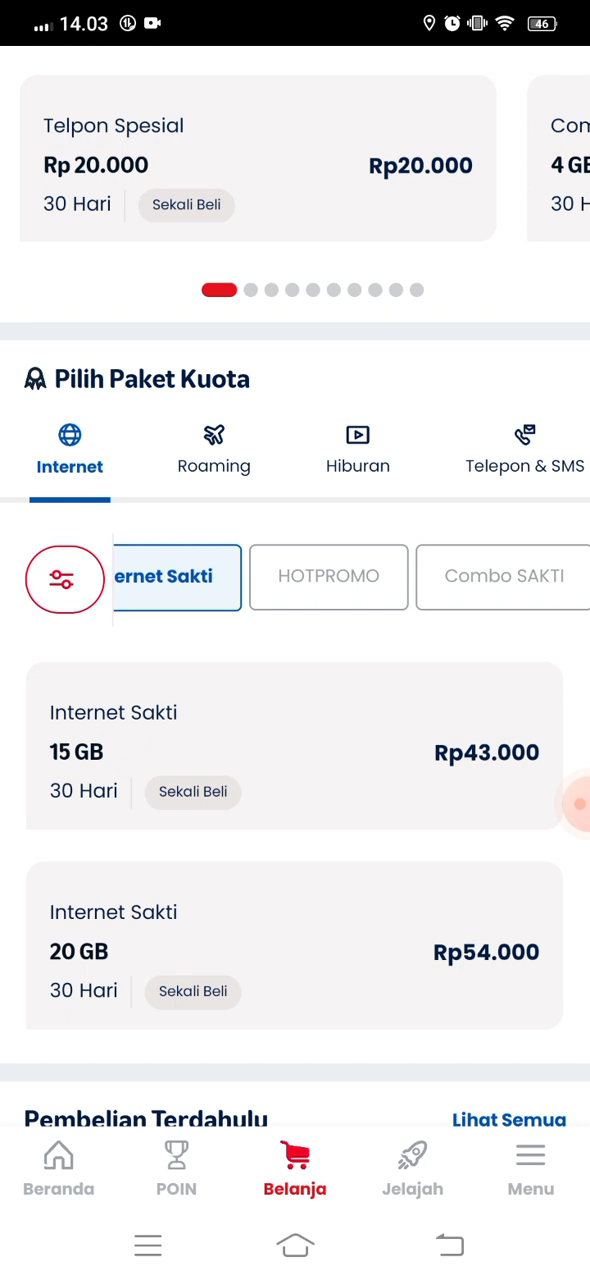 14.03
46
Telpon Spesial
Rp 20.000
Rp20.000
30 Hari
Sekali Beli
4 GB
30 H
Pilih Paket Kuota
Internet
Roaming
Hiburan
Telepon & SMS
ernet Sakti
HOTPROMO
Combo SAKTI
Internet Sakti
15 GB
Rp43.000
30 Hari
Sekali Beli
Internet Sakti
20 GB
Rp54.000
30 Hari
Sekali Beli
Pembelian Terdahulu
Lihat Semua
Beranda
POIN
Belanja
Jelajah
Menu